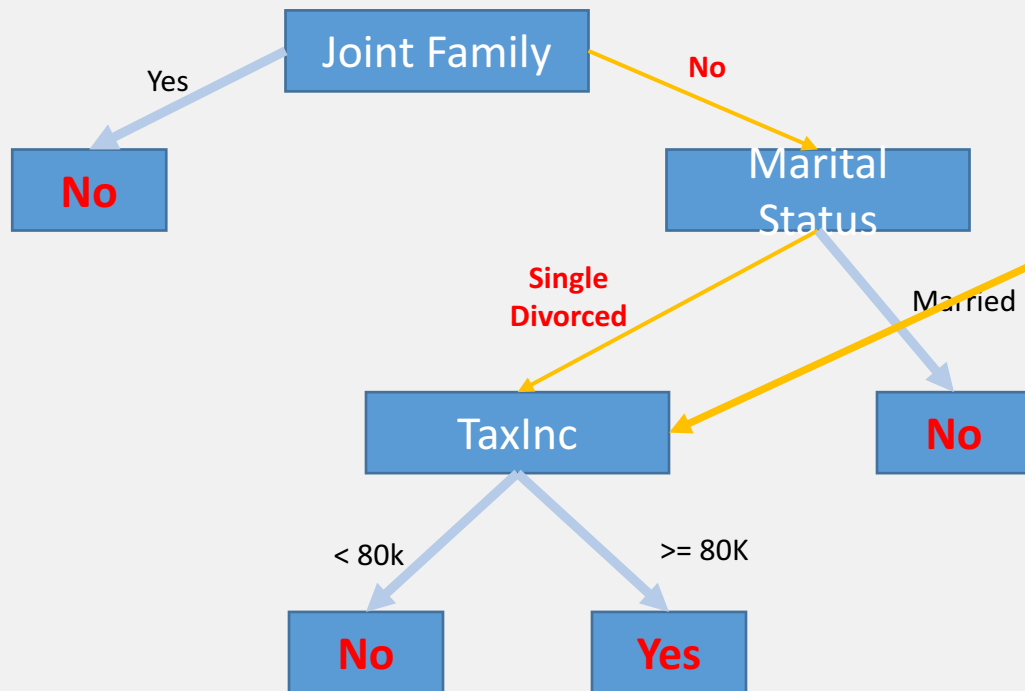 Joint Family
Yes
No
No
Marital
Status
Single
Divorced
Married
TaxInc
No
< 80k
>= 80K
No
Yes